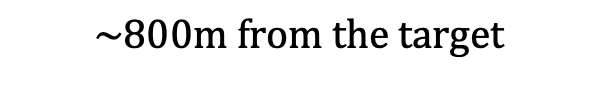 ~800m from the target